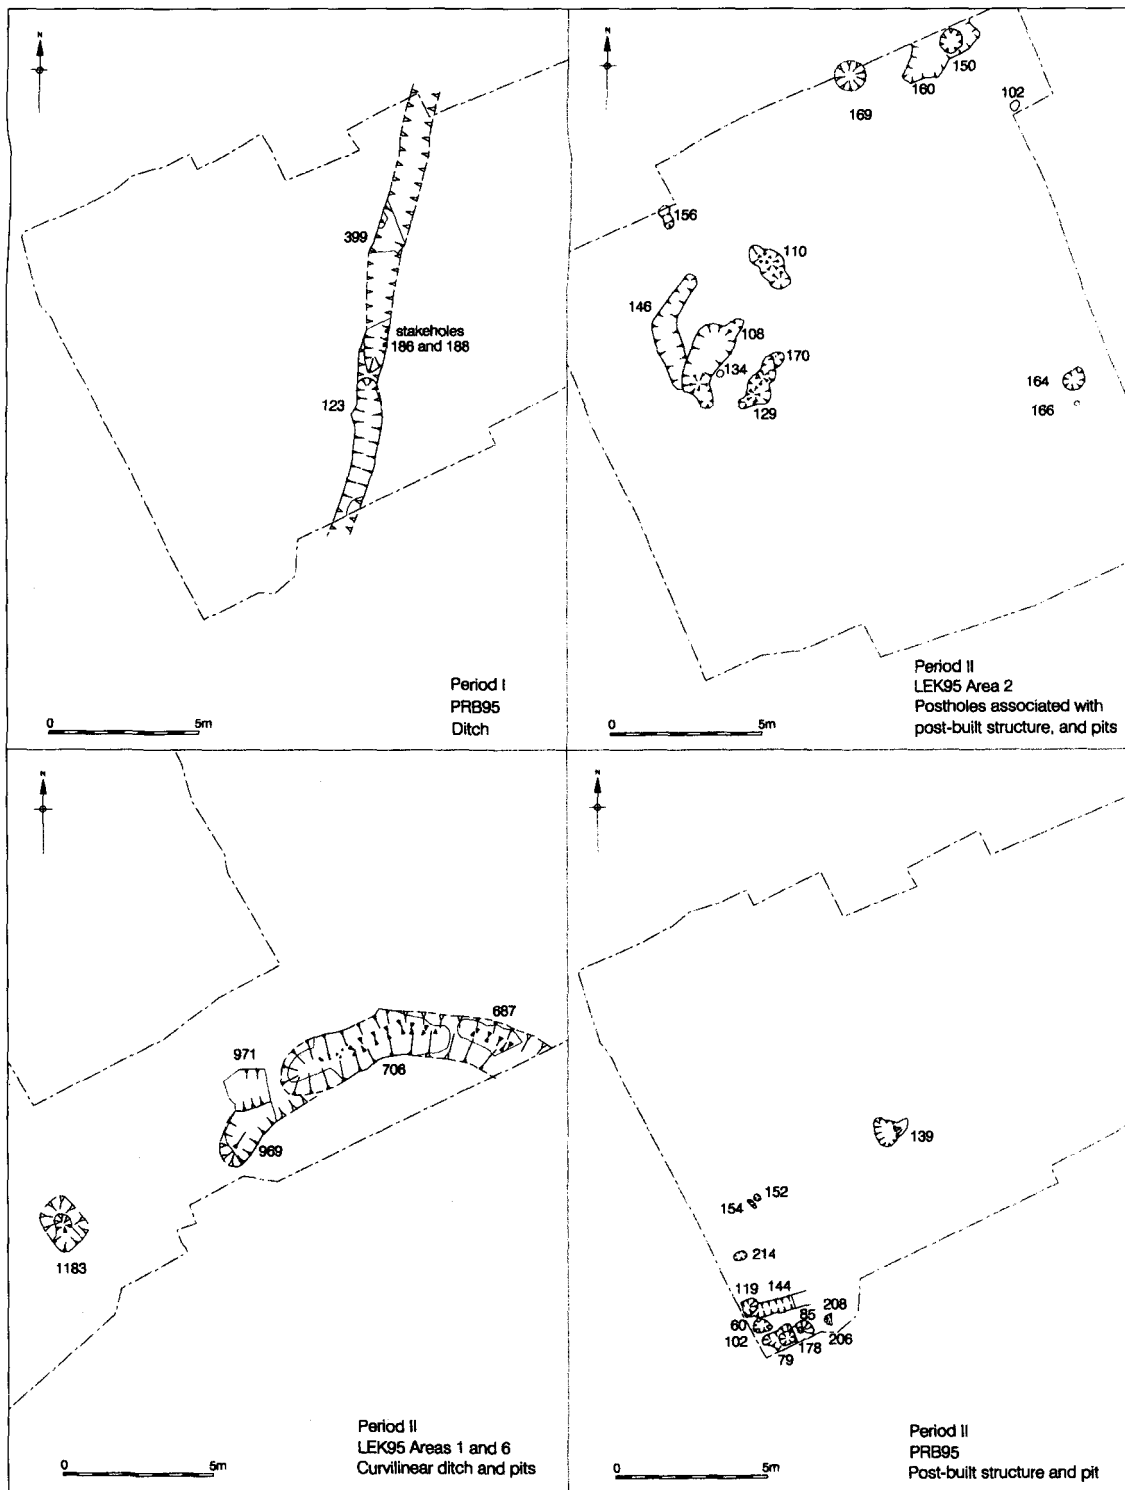 N
399
stakeholes
186 and 188
123
0 5m
Period I
PRB95
Ditch
N
150
160
102
169
156
110
146
108
134
170
129
164
166
0 5m
Period II
LEK95 Area 2
Postholes associated with
post-built structure, and pits
N
687
971
706
969
1183
0 5m
Period II
LEK95 Areas 1 and 6
Curvilinear ditch and pits
N
139
152
154
214
119 144
85 208
60
102 206
178
79
0 5m
Period II
PRB95
Post-built structure and pit